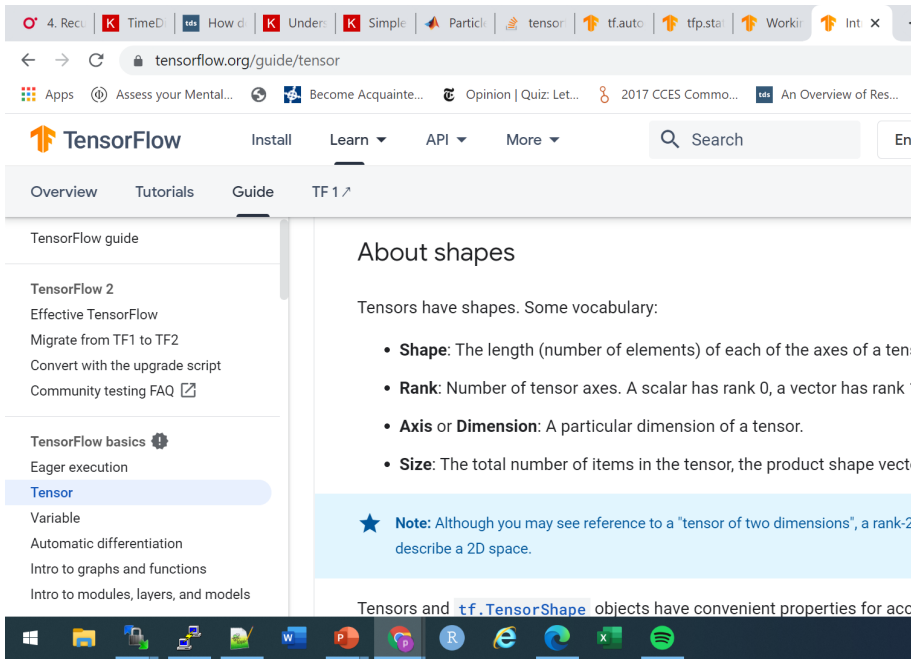 4. Recu TimeD tds How di Under Simple Particle tensor tf.auto tfp.stat Workin Int
tensorflow.org/guide/tensor
Apps Assess your Mental... Become Acquainte... Opinion | Quiz: Let... 2017 CCES Commo... tds An Overview of Res...
TensorFlow Install Learn API More Search En
Overview Tutorials Guide TF 1
TensorFlow guide
TensorFlow 2
Effective TensorFlow
Migrate from TF1 to TF2
Convert with the upgrade script
Community testing FAQ
TensorFlow basics
Eager execution
Tensor
Variable
Automatic differentiation
Intro to graphs and functions
Intro to modules, layers, and models
About shapes
Tensors have shapes. Some vocabulary:
• Shape: The length (number of elements) of each of the axes of a ten
• Rank: Number of tensor axes. A scalar has rank 0, a vector has rank
• Axis or Dimension: A particular dimension of a tensor.
• Size: The total number of items in the tensor, the product shape vect
Note: Although you may see reference to a "tensor of two dimensions", a rank-2
describe a 2D space.
Tensors and tf.TensorShape objects have convenient properties for acc